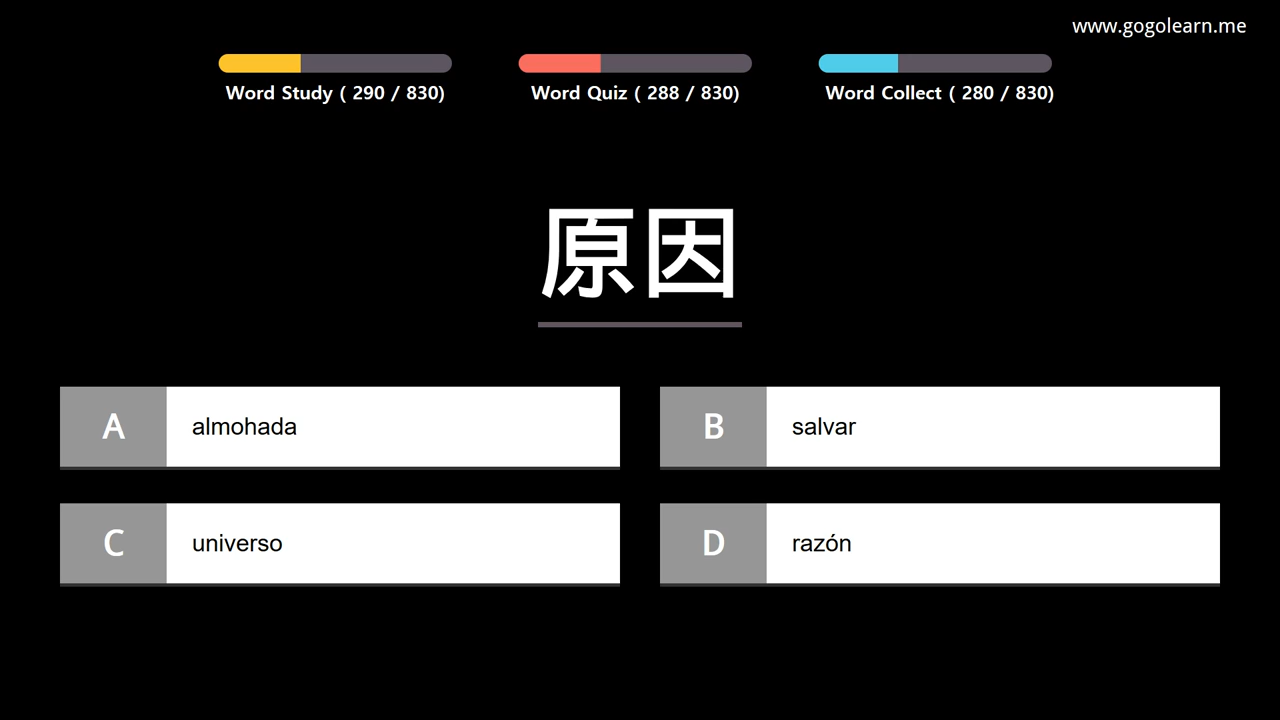 www.gogolearn.me
Word Study ( 290 / 830)
Word Quiz ( 288 / 830)
Word Collect ( 280 / 830)
原因
A almohada
B salvar
C universo
D razón